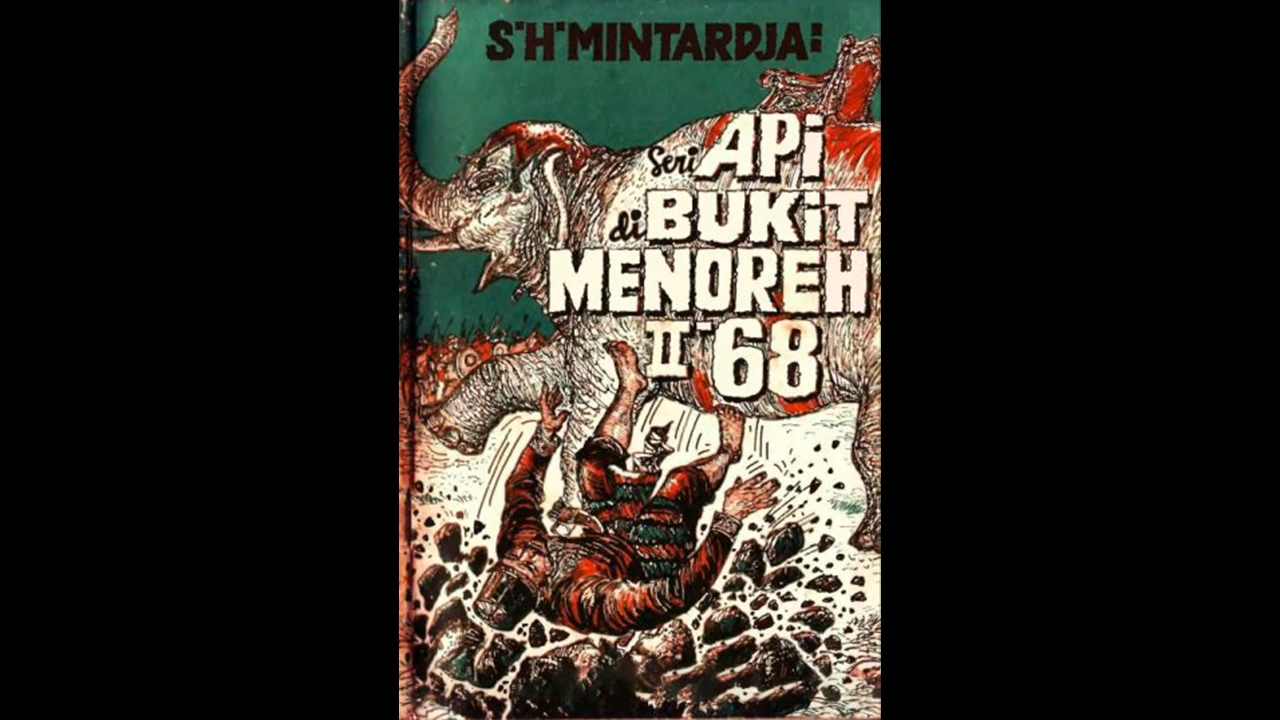 S·H·MINTARDJA:
Seri APi
di BUKiT
MENOREH
II·68